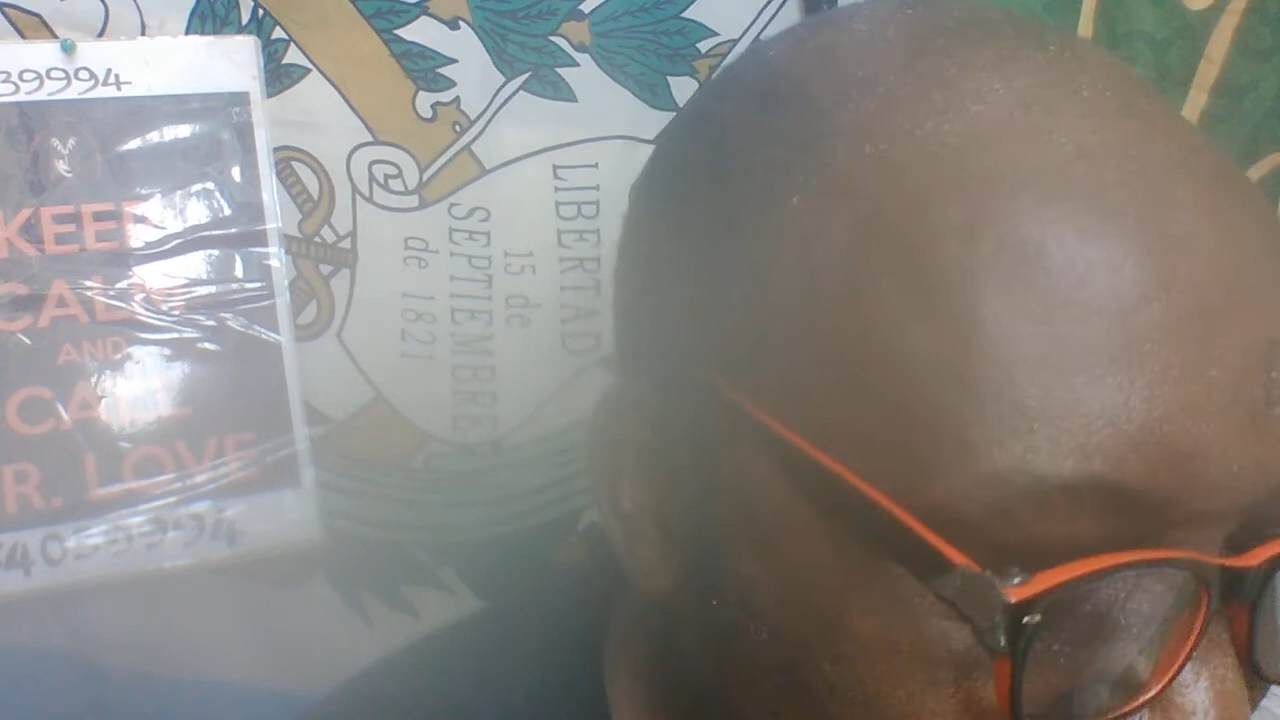 39994
KEEP
CALM
AND
CALL
R. LOVE
LIBERTAD
15 de
SEPTIEMBRE
de 1821